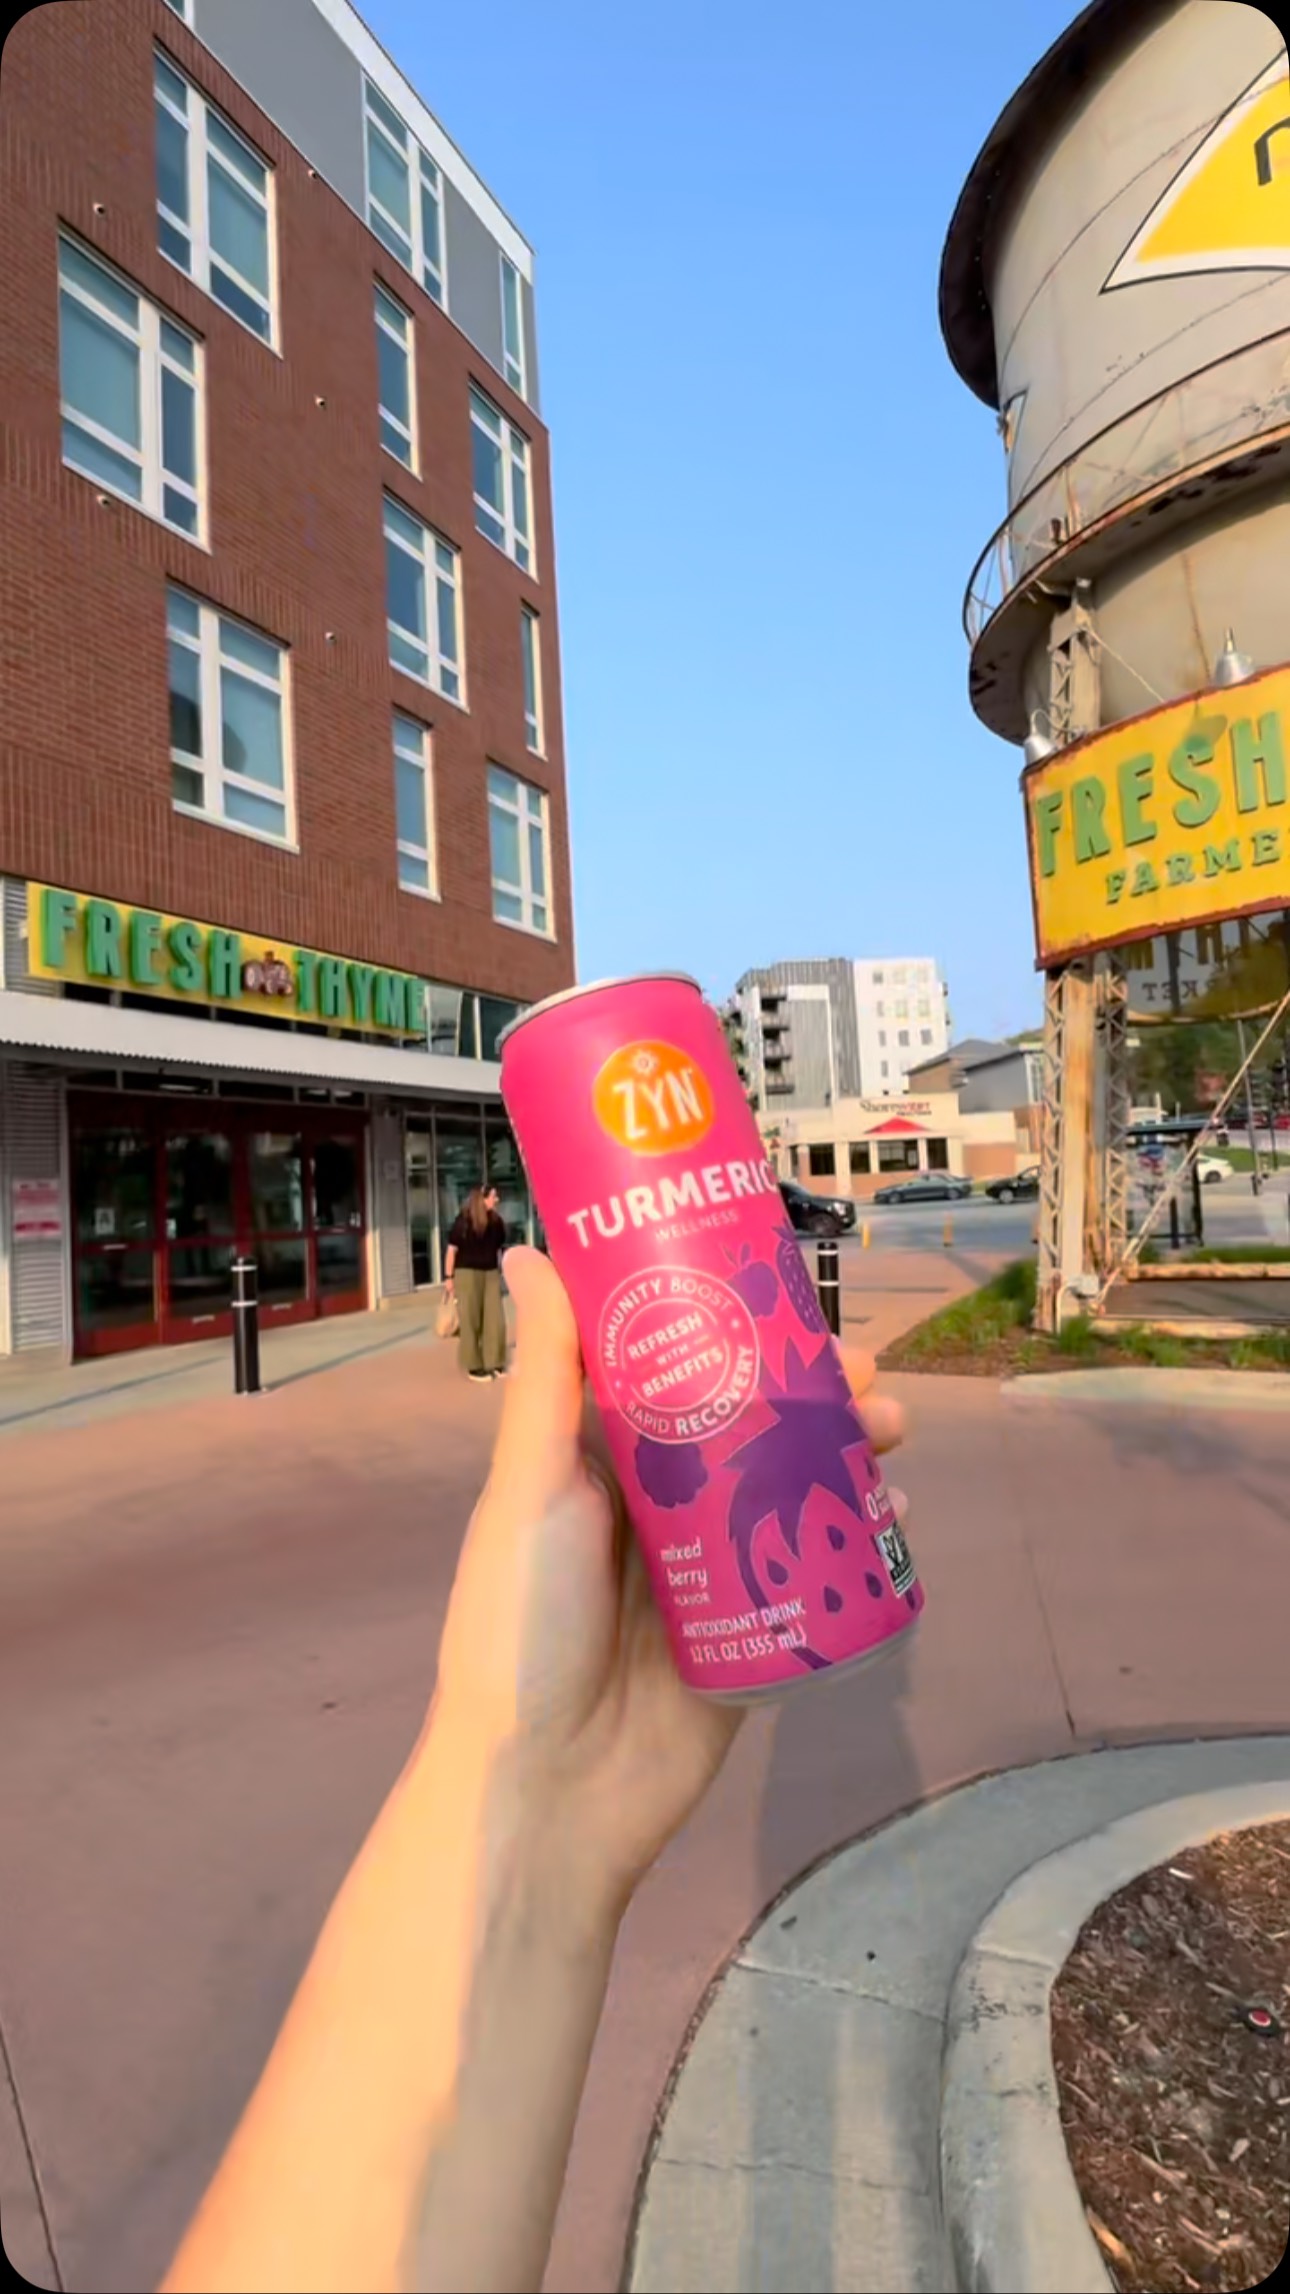 FRESH THYME
FRESH
FARME
ZYN
TURMERIC
WELLNESS
IMMUNITY BOOST
REFRESH
WITH
BENEFITS
RAPID RECOVERY
mixed
berry
FLAVOR
0
ANTIOXIDANT DRINK
12 FL OZ (355 mL)